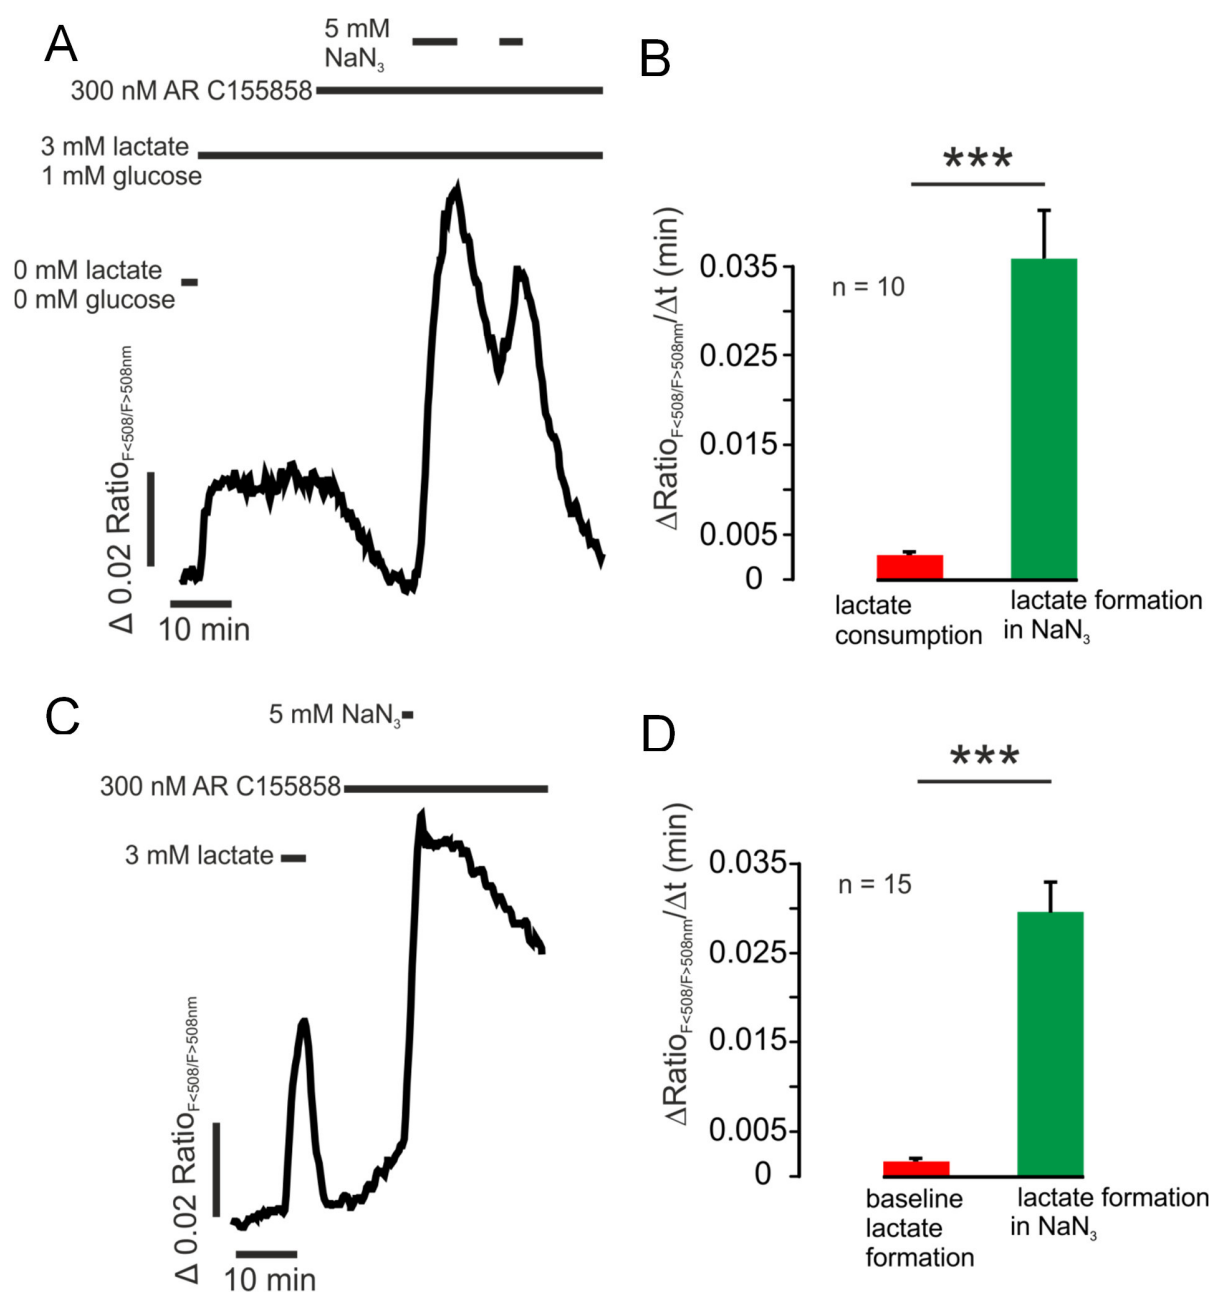 A
5 mM
NaN3
300 nM AR C155858
3 mM lactate
1 mM glucose
0 mM lactate
0 mM glucose
Δ 0.02 RatioF<508/F>508nm
10 min
B
***
n = 10
ΔRatioF<508/F>508nm/Δt (min)
0.035
0.025
0.015
0.005
0
lactate
consumption
lactate formation
in NaN3
C
5 mM NaN3
300 nM AR C155858
3 mM lactate
Δ 0.02 RatioF<508/F>508nm
10 min
D
***
n = 15
ΔRatioF<508/F>508nm/Δt (min)
0.035
0.025
0.015
0.005
0
baseline
lactate
formation
lactate formation
in NaN3